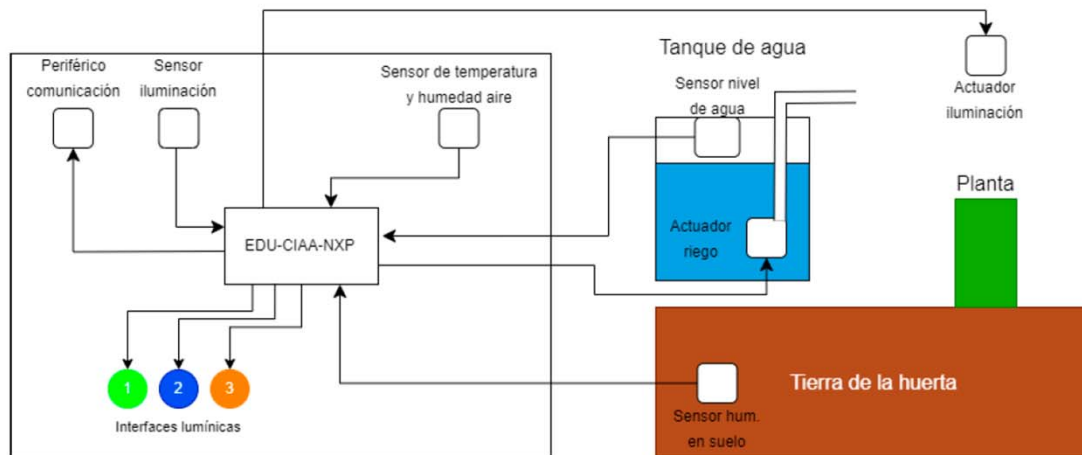 Periférico
comunicación
Sensor
iluminación
Sensor de temperatura
y humedad aire
Tanque de agua
Sensor nivel
de agua
Actuador
iluminación
EDU-CIAA-NXP
Actuador
riego
Planta
1
2
3
Interfaces lumínicas
Tierra de la huerta
Sensor hum.
en suelo